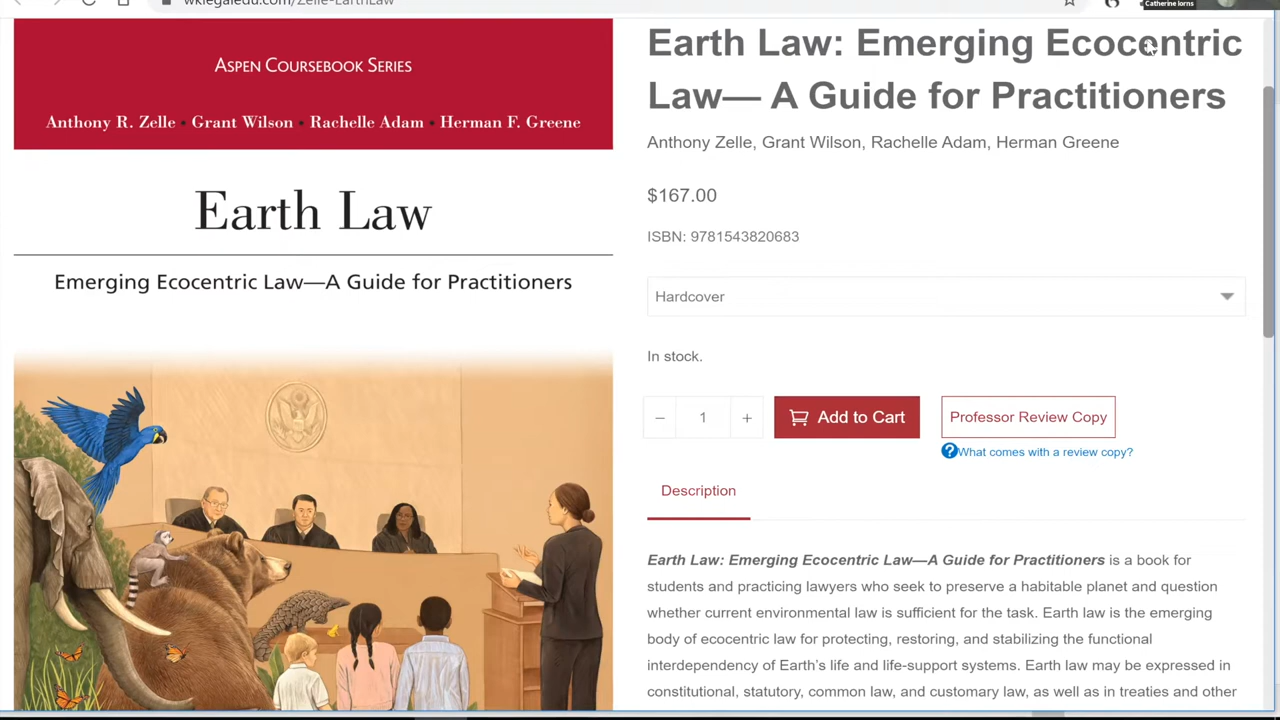 wklegaledu.com/Zelle-EarthLaw
Catherine Iorns
ASPEN COURSEBOOK SERIES
Anthony R. Zelle • Grant Wilson • Rachelle Adam • Herman F. Greene
Earth Law
Emerging Ecocentric Law—A Guide for Practitioners
Earth Law: Emerging Ecocentric
Law— A Guide for Practitioners
Anthony Zelle, Grant Wilson, Rachelle Adam, Herman Greene
$167.00
ISBN: 9781543820683
Hardcover
In stock.
− 1 +
Add to Cart
Professor Review Copy
?What comes with a review copy?
Description
Earth Law: Emerging Ecocentric Law—A Guide for Practitioners is a book for
students and practicing lawyers who seek to preserve a habitable planet and question
whether current environmental law is sufficient for the task. Earth law is the emerging
body of ecocentric law for protecting, restoring, and stabilizing the functional
interdependency of Earth’s life and life-support systems. Earth law may be expressed in
constitutional, statutory, common law, and customary law, as well as in treaties and other